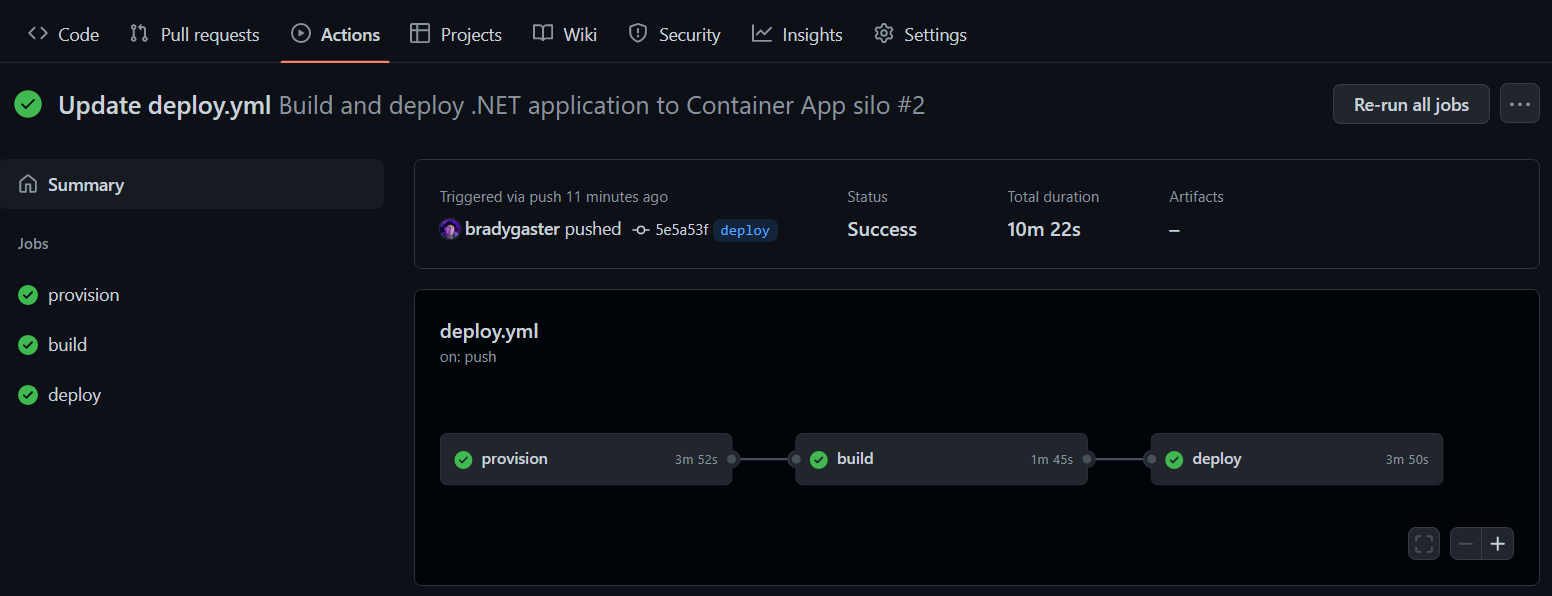 Code Pull requests Actions Projects Wiki Security Insights Settings
Update deploy.yml Build and deploy .NET application to Container App silo #2
Re-run all jobs
Summary
Jobs
provision
build
deploy
Triggered via push 11 minutes ago
bradygaster pushed 5e5a53f deploy
Status
Success
Total duration
10m 22s
Artifacts
–
deploy.yml
on: push
provision 3m 52s
build 1m 45s
deploy 3m 50s